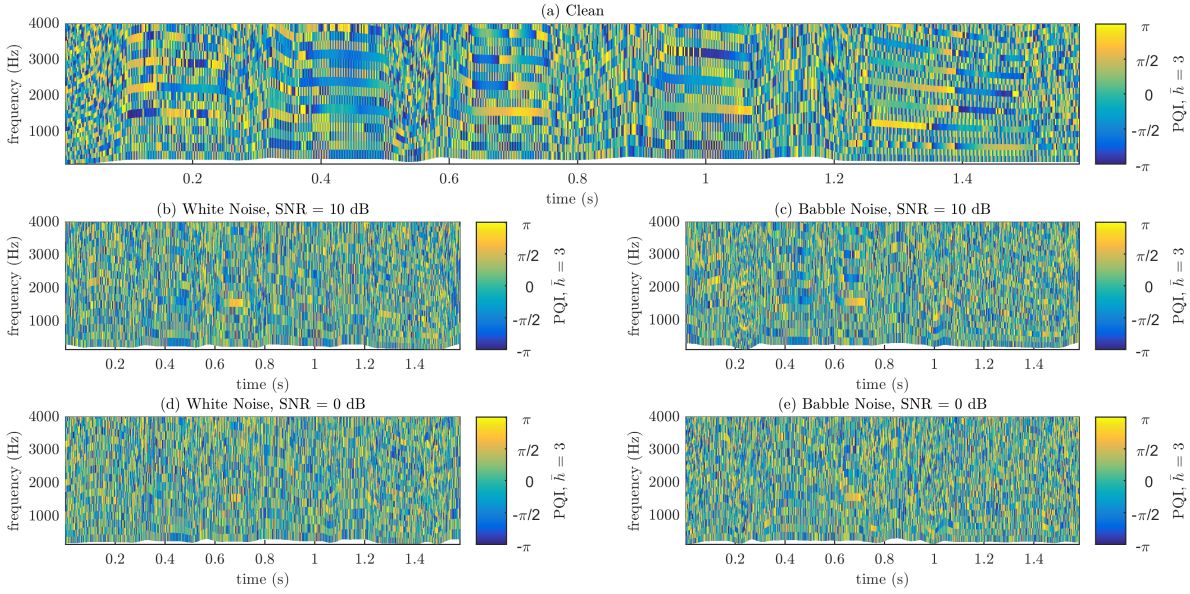 (a) Clean
4000
3000
2000
1000
frequency (Hz)
0.2 0.4 0.6 0.8 1 1.2 1.4
time (s)
π
π/2
0
-π/2
-π
PQI, h̄ = 3
(b) White Noise, SNR = 10 dB
4000
3000
2000
1000
frequency (Hz)
0.2 0.4 0.6 0.8 1 1.2 1.4
time (s)
π
π/2
0
-π/2
-π
PQI, h̄ = 3
(c) Babble Noise, SNR = 10 dB
4000
3000
2000
1000
frequency (Hz)
0.2 0.4 0.6 0.8 1 1.2 1.4
time (s)
π
π/2
0
-π/2
-π
PQI, h̄ = 3
(d) White Noise, SNR = 0 dB
4000
3000
2000
1000
frequency (Hz)
0.2 0.4 0.6 0.8 1 1.2 1.4
time (s)
π
π/2
0
-π/2
-π
PQI, h̄ = 3
(e) Babble Noise, SNR = 0 dB
4000
3000
2000
1000
frequency (Hz)
0.2 0.4 0.6 0.8 1 1.2 1.4
time (s)
π
π/2
0
-π/2
-π
PQI, h̄ = 3